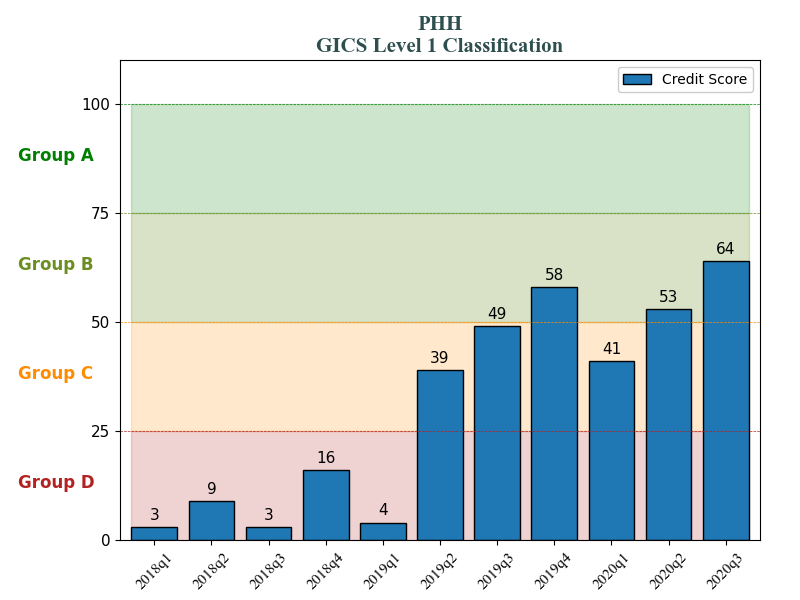 PHH
GICS Level 1 Classification
Credit Score
100
75
50
25
0
Group A
Group B
Group C
Group D
3
9
3
16
4
39
49
58
41
53
64
2018q1
2018q2
2018q3
2018q4
2019q1
2019q2
2019q3
2019q4
2020q1
2020q2
2020q3